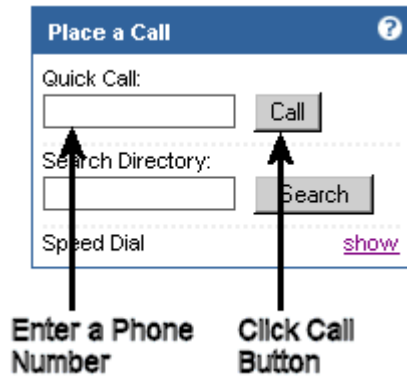 Place a Call ?
Quick Call:
Call
Search Directory:
Search
Speed Dial show
Enter a Phone Click Call
Number Button